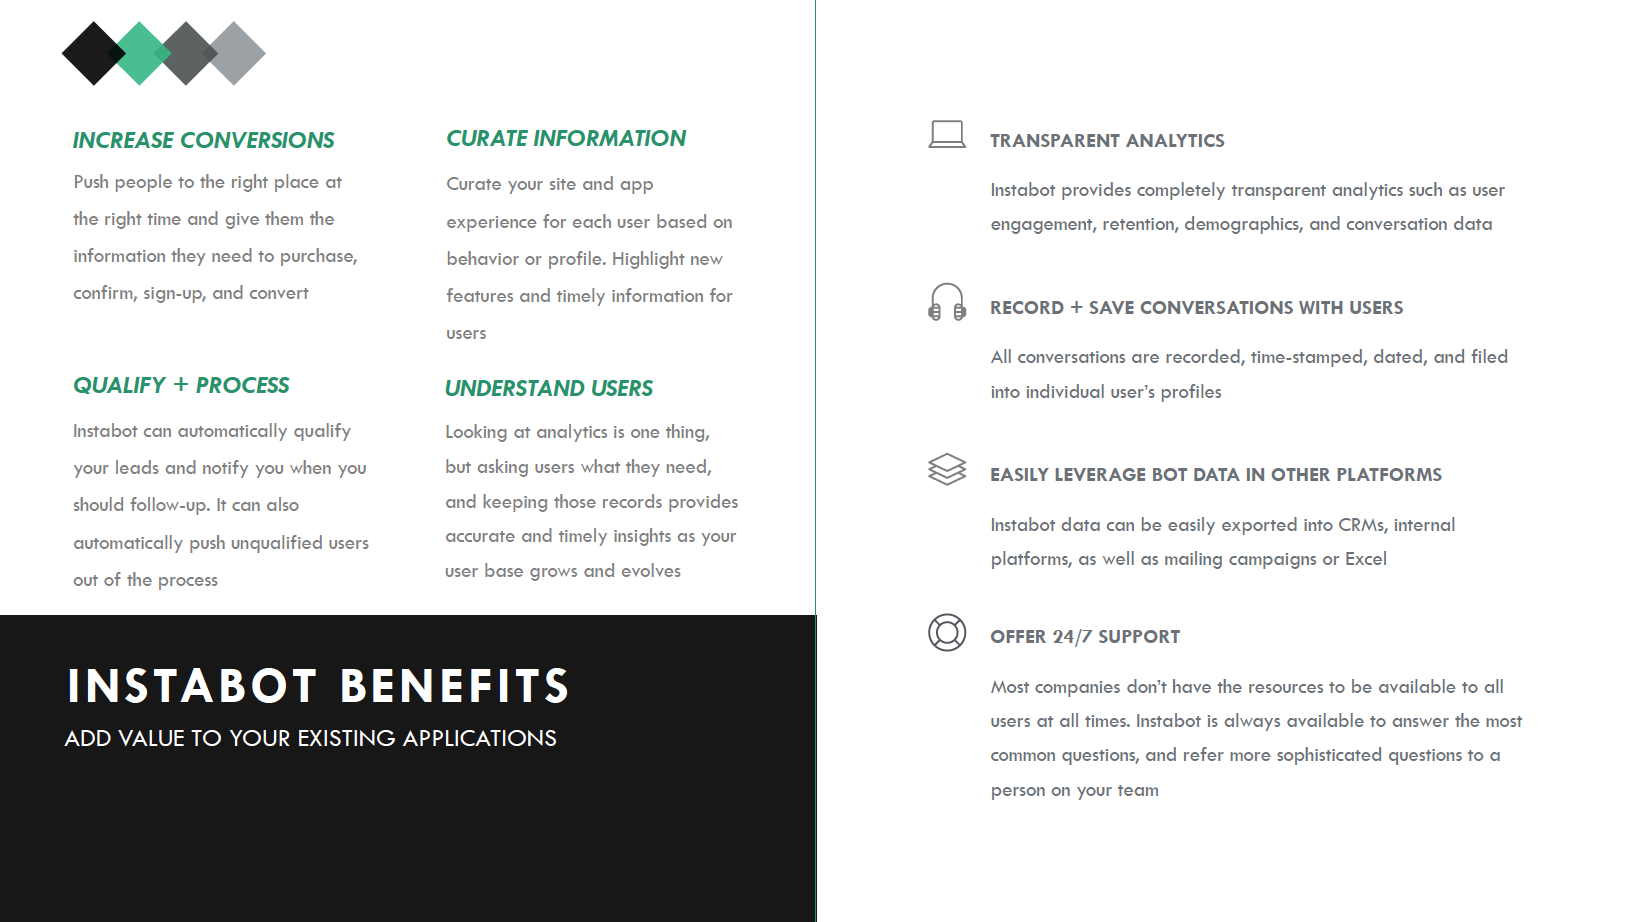 INCREASE CONVERSIONS
Push people to the right place at
the right time and give them the
information they need to purchase,
confirm, sign-up, and convert
CURATE INFORMATION
Curate your site and app
experience for each user based on
behavior or profile. Highlight new
features and timely information for
users
QUALIFY + PROCESS
Instabot can automatically qualify
your leads and notify you when you
should follow-up. It can also
automatically push unqualified users
out of the process
UNDERSTAND USERS
Looking at analytics is one thing,
but asking users what they need,
and keeping those records provides
accurate and timely insights as your
user base grows and evolves
INSTABOT BENEFITS
ADD VALUE TO YOUR EXISTING APPLICATIONS
TRANSPARENT ANALYTICS
Instabot provides completely transparent analytics such as user
engagement, retention, demographics, and conversation data
RECORD + SAVE CONVERSATIONS WITH USERS
All conversations are recorded, time-stamped, dated, and filed
into individual user’s profiles
EASILY LEVERAGE BOT DATA IN OTHER PLATFORMS
Instabot data can be easily exported into CRMs, internal
platforms, as well as mailing campaigns or Excel
OFFER 24/7 SUPPORT
Most companies don’t have the resources to be available to all
users at all times. Instabot is always available to answer the most
common questions, and refer more sophisticated questions to a
person on your team